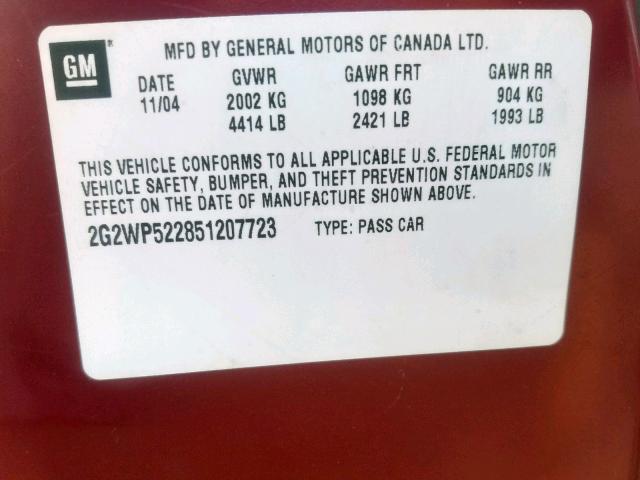 GM®
MFD BY GENERAL MOTORS OF CANADA LTD.
DATE GVWR GAWR FRT GAWR RR
11/04 2002 KG 1098 KG 904 KG
4414 LB 2421 LB 1993 LB
THIS VEHICLE CONFORMS TO ALL APPLICABLE U.S. FEDERAL MOTOR
VEHICLE SAFETY, BUMPER, AND THEFT PREVENTION STANDARDS IN
EFFECT ON THE DATE OF MANUFACTURE SHOWN ABOVE.
2G2WP522851207723 TYPE: PASS CAR